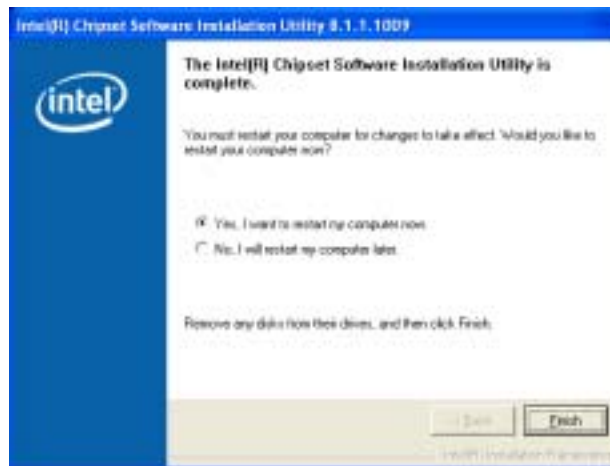 Intel(R) Chipset Software Installation Utility 8.1.1.1009
intel
The Intel(R) Chipset Software Installation Utility is
complete.
You must restart your computer for changes to take effect. Would you like to
restart your computer now?
Yes, I want to restart my computer now.
No, I will restart my computer later.
Remove any disks from their drives, and then click Finish.
< Back
Finish
Intel(R) Installation Framework